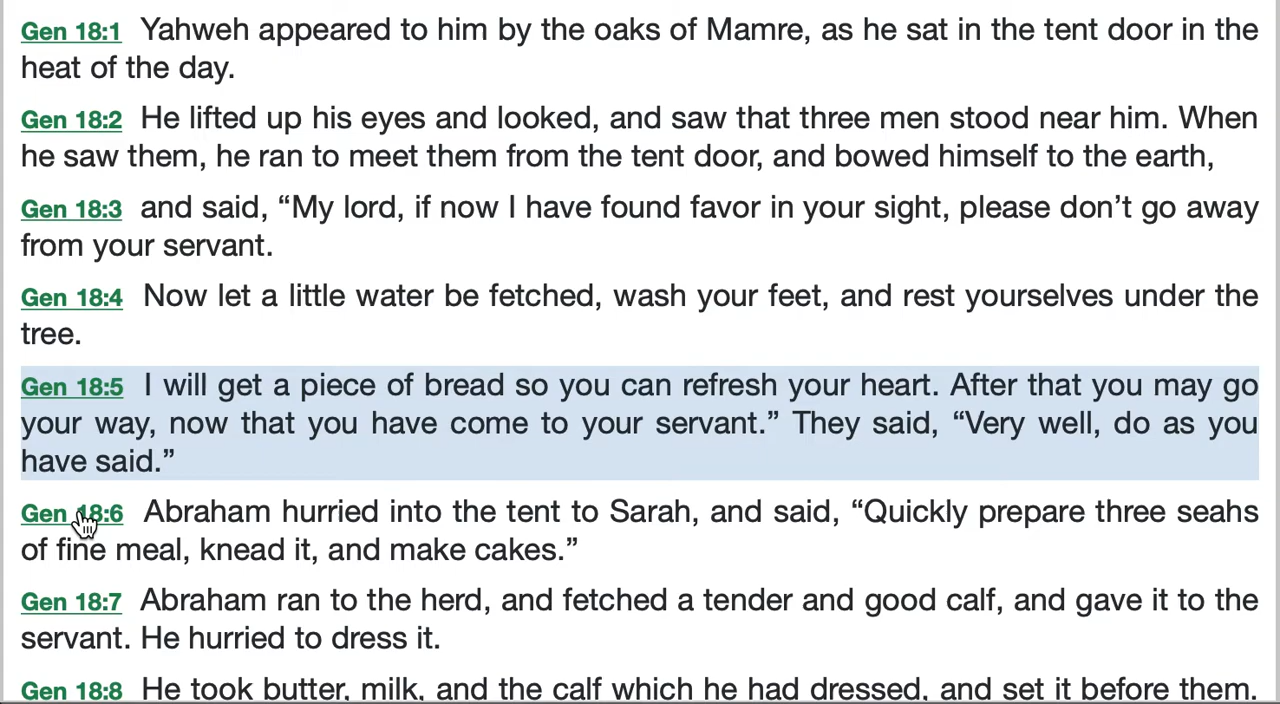 Gen 18:1 Yahweh appeared to him by the oaks of Mamre, as he sat in the tent door in the
heat of the day.
Gen 18:2 He lifted up his eyes and looked, and saw that three men stood near him. When
he saw them, he ran to meet them from the tent door, and bowed himself to the earth,
Gen 18:3 and said, “My lord, if now I have found favor in your sight, please don’t go away
from your servant.
Gen 18:4 Now let a little water be fetched, wash your feet, and rest yourselves under the
tree.
Gen 18:5 I will get a piece of bread so you can refresh your heart. After that you may go
your way, now that you have come to your servant.” They said, “Very well, do as you
have said.”
Gen 18:6 Abraham hurried into the tent to Sarah, and said, “Quickly prepare three seahs
of fine meal, knead it, and make cakes.”
Gen 18:7 Abraham ran to the herd, and fetched a tender and good calf, and gave it to the
servant. He hurried to dress it.
Gen 18:8 He took butter, milk, and the calf which he had dressed, and set it before them.